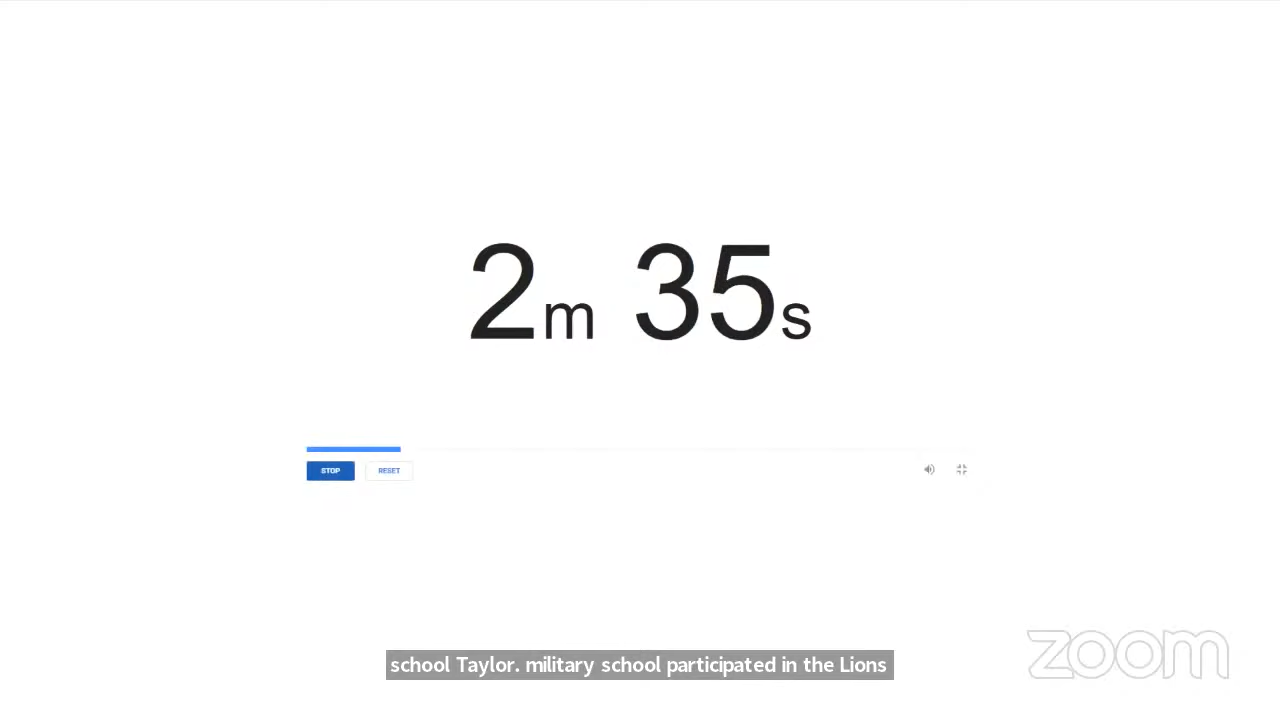 2m 35s
STOP RESET
school Taylor. military school participated in the Lions
zoom